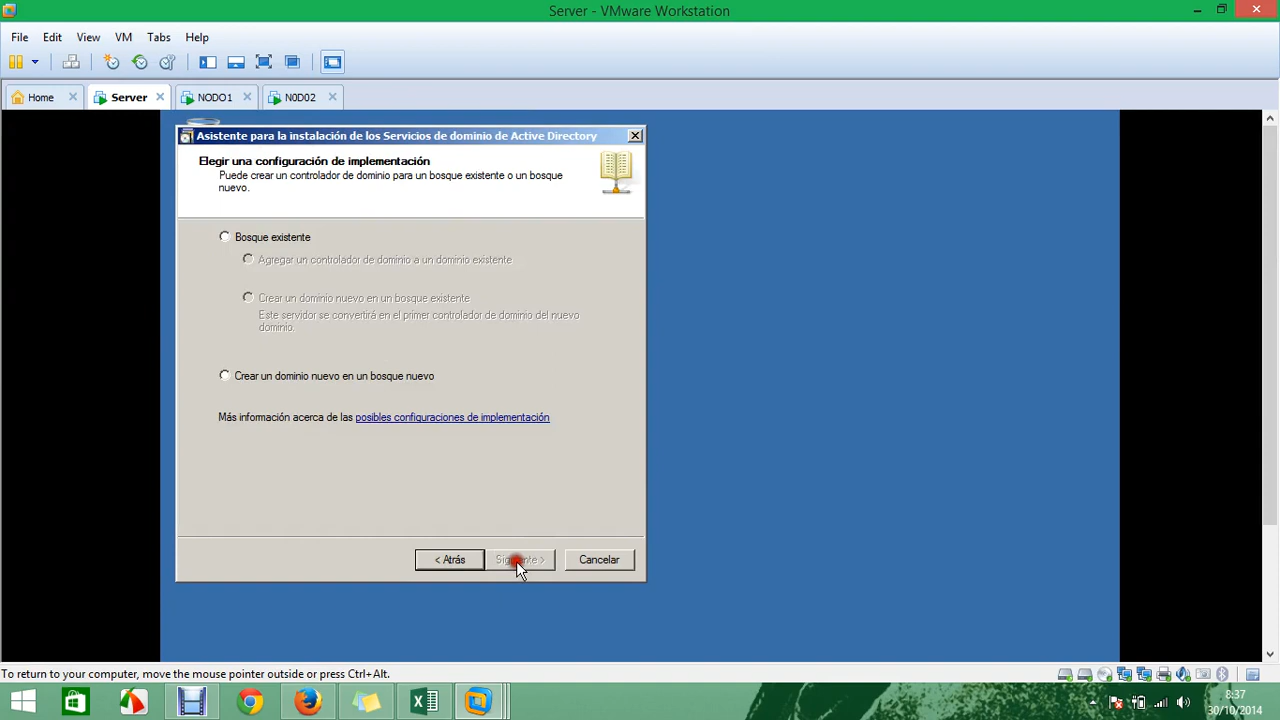 Server - VMware Workstation
File Edit View VM Tabs Help
Home Server NODO1 N0D02
Asistente para la instalación de los Servicios de dominio de Active Directory
Elegir una configuración de implementación
Puede crear un controlador de dominio para un bosque existente o un bosque
nuevo.
Bosque existente
Agregar un controlador de dominio a un dominio existente
Crear un dominio nuevo en un bosque existente
Este servidor se convertirá en el primer controlador de dominio del nuevo
dominio.
Crear un dominio nuevo en un bosque nuevo
Más información acerca de las posibles configuraciones de implementación
< Atrás Siguiente > Cancelar
To return to your computer, move the mouse pointer outside or press Ctrl+Alt.
8:37
30/10/2014